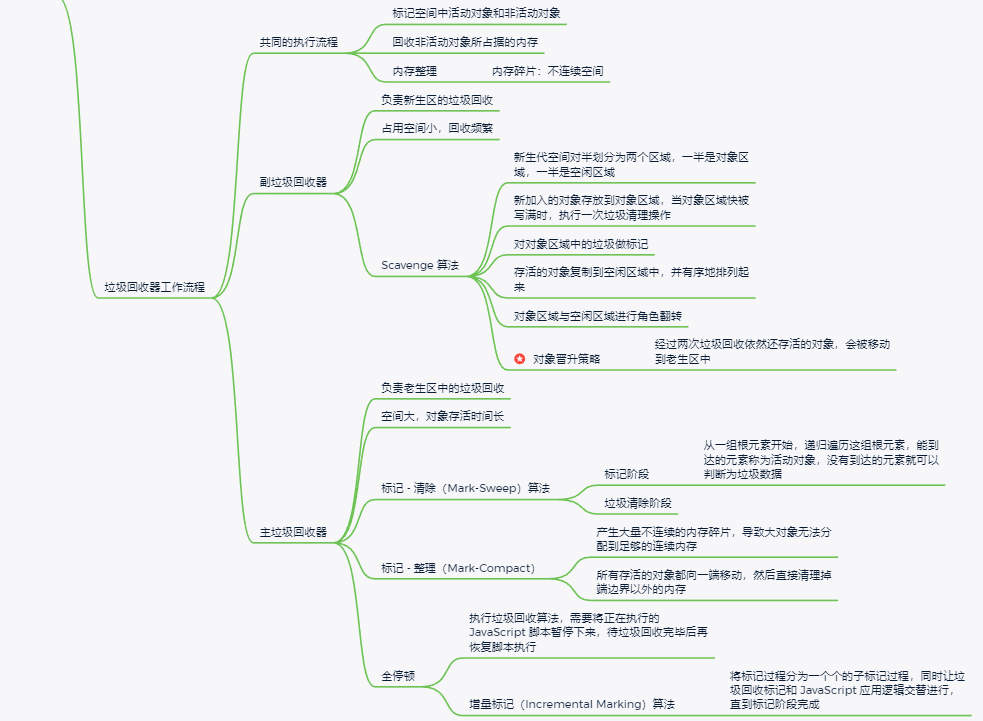 标记空间中活动对象和非活动对象
共同的执行流程
回收非活动对象所占据的内存
内存整理
内存碎片：不连续空间
负责新生区的垃圾回收
占用空间小，回收频繁
新生代空间对半划分为两个区域，一半是对象区
域，一半是空闲区域
副垃圾回收器
新加入的对象存放到对象区域，当对象区域快被
写满时，执行一次垃圾清理操作
对对象区域中的垃圾做标记
Scavenge 算法
存活的对象复制到空闲区域中，并有序地排列起
来
垃圾回收器工作流程
对象区域与空闲区域进行角色翻转
对象晋升策略
经过两次垃圾回收依然还存活的对象，会被移动
到老生区中
负责老生区中的垃圾回收
空间大，对象存活时间长
从一组根元素开始，递归遍历这组根元素，能到
达的元素称为活动对象，没有到达的元素就可以
判断为垃圾数据
标记阶段
标记 - 清除（Mark-Sweep）算法
垃圾清除阶段
主垃圾回收器
产生大量不连续的内存碎片，导致大对象无法分
配到足够的连续内存
标记 - 整理（Mark-Compact）
所有存活的对象都向一端移动，然后直接清理掉
端边界以外的内存
执行垃圾回收算法，需要将正在执行的
JavaScript 脚本暂停下来，待垃圾回收完毕后再
恢复脚本执行
全停顿
增量标记（Incremental Marking）算法
将标记过程分为一个个的子标记过程，同时让垃
圾回收标记和 JavaScript 应用逻辑交替进行，
直到标记阶段完成